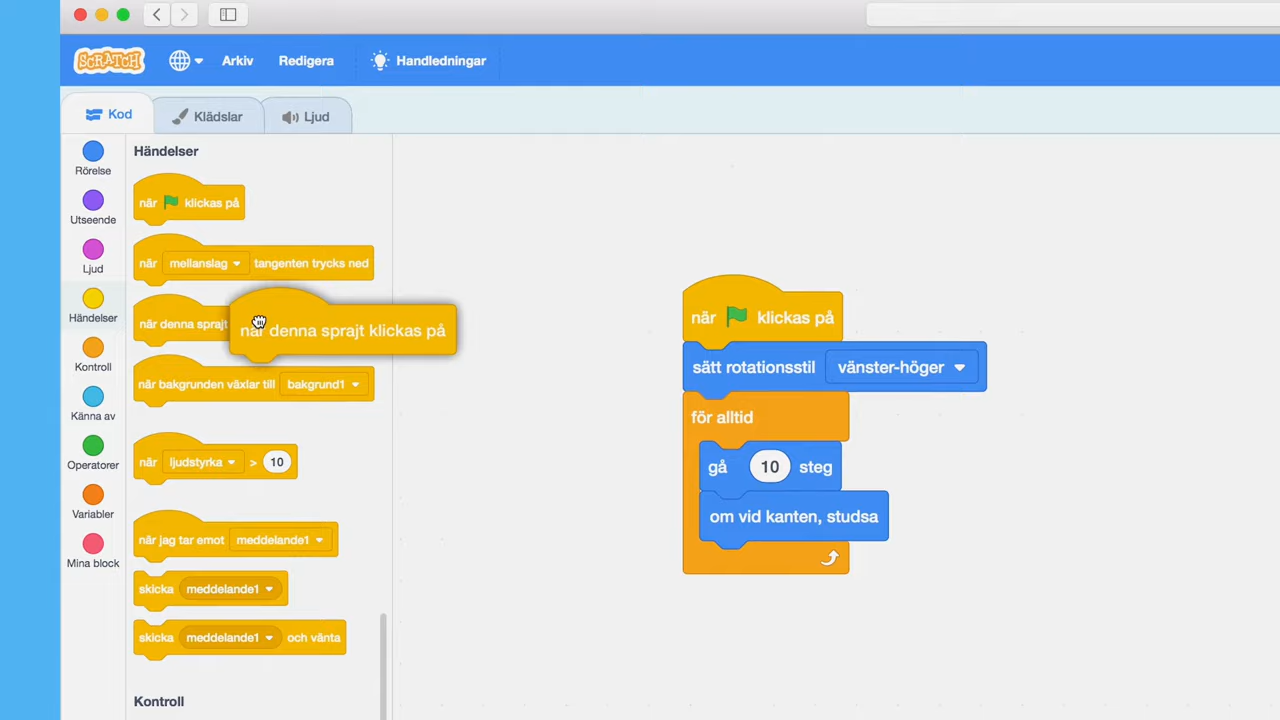 SCRATCH
Arkiv
Redigera
Handledningar
Kod
Klädslar
Ljud
Rörelse
Utseende
Ljud
Händelser
Kontroll
Känna av
Operatorer
Variabler
Mina block
Händelser
när klickas på
när mellanslag tangenten trycks ned
när denna sprajt
när denna sprajt klickas på
när bakgrunden växlar till bakgrund1
när ljudstyrka > 10
när jag tar emot meddelande1
skicka meddelande1
skicka meddelande1 och vänta
Kontroll
när klickas på
sätt rotationsstil vänster-höger
för alltid
gå 10 steg
om vid kanten, studsa